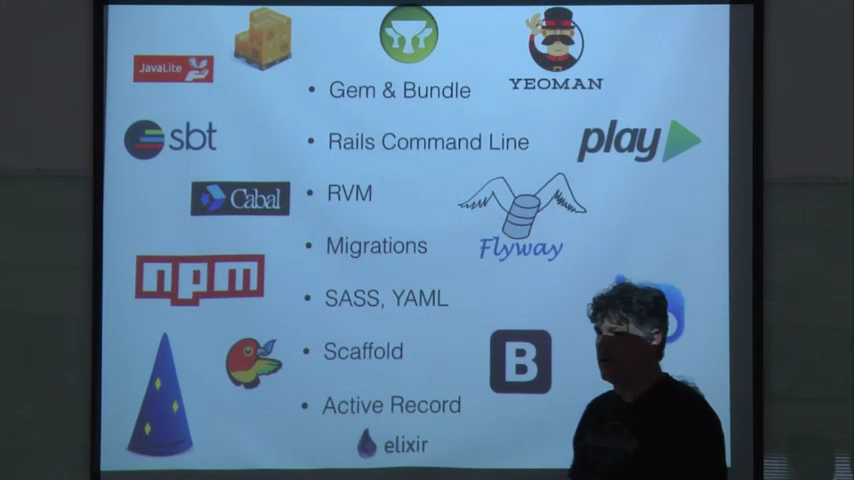 JavaLite
YEOMAN
• Gem & Bundle
sbt
• Rails Command Line
play
Cabal
• RVM
Flyway
• Migrations
npm
• SASS, YAML
• Scaffold
B
• Active Record
elixir